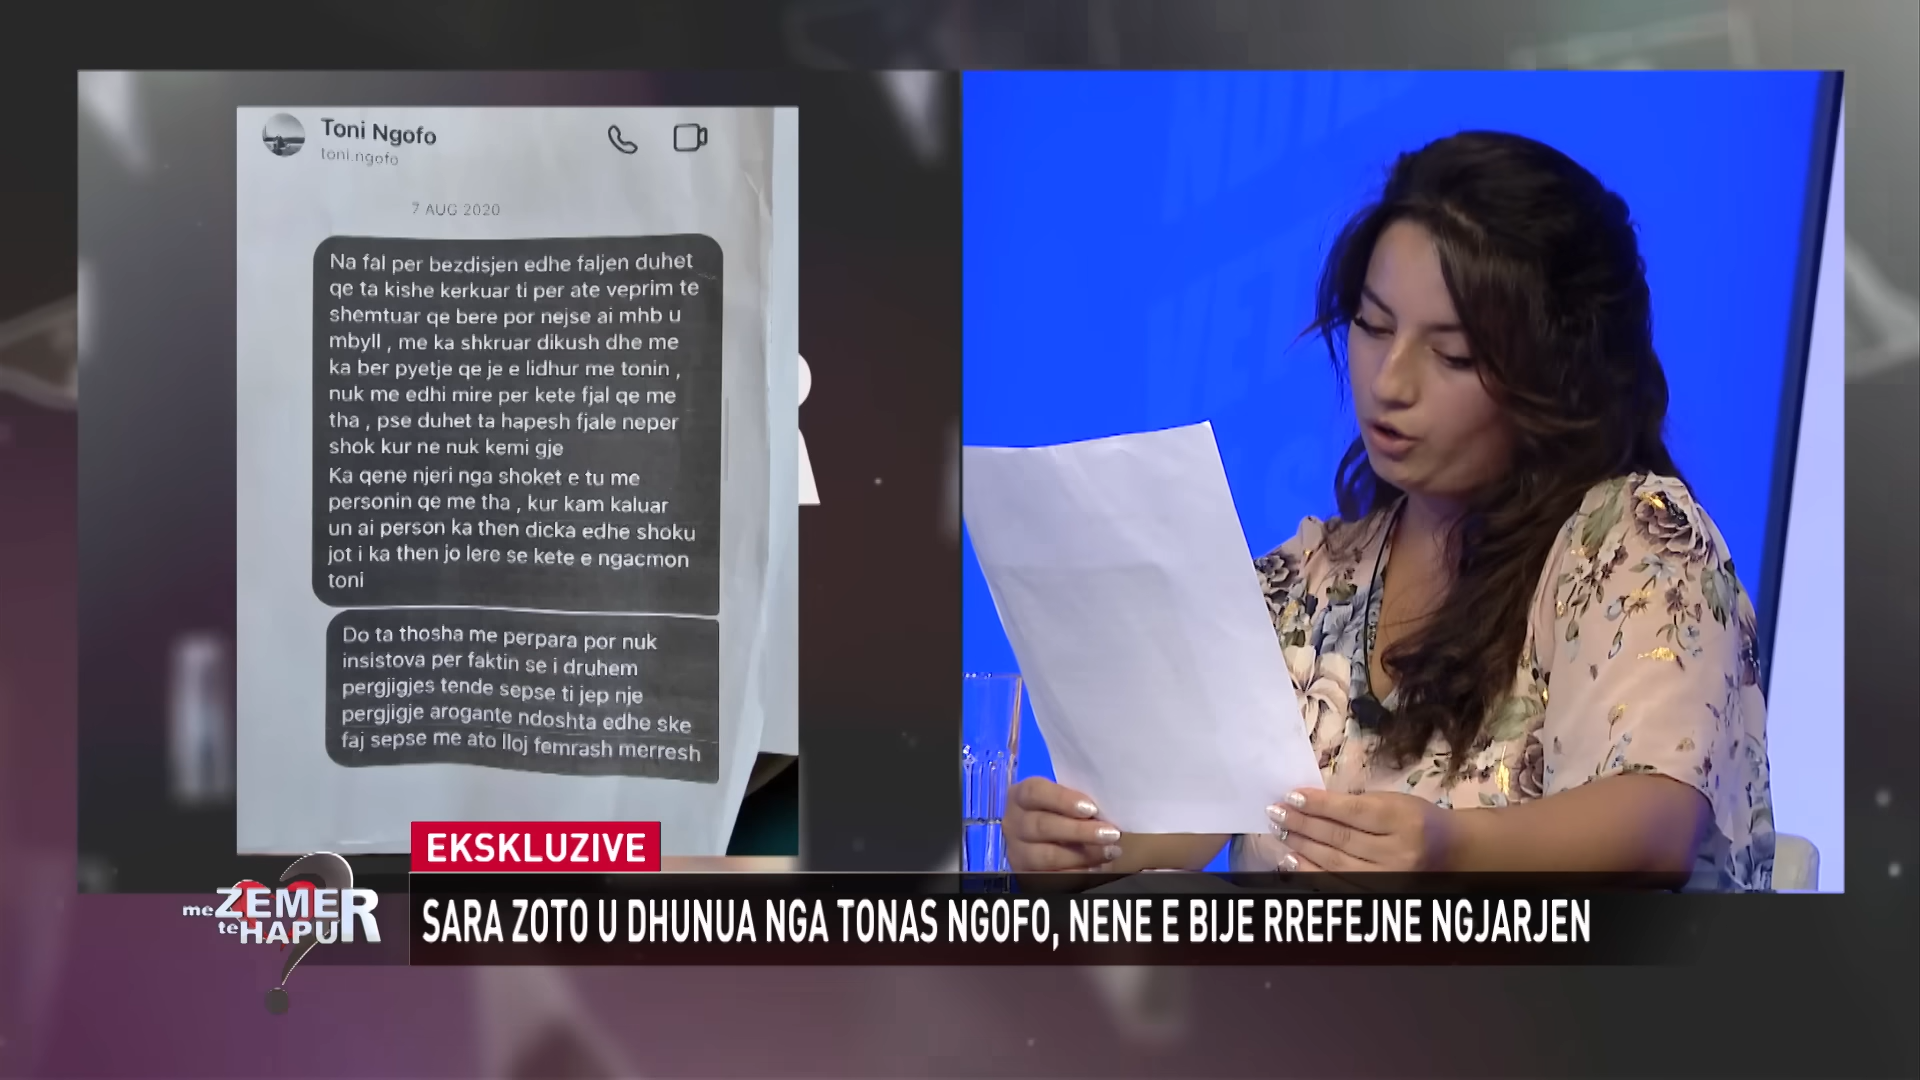 Toni Ngofo
toni.ngofo
7 AUG 2020
Na fal per bezdisjen edhe faljen duhet
qe ta kishe kerkuar ti per ate veprim te
shemtuar qe bere por nejse ai mhb u
mbyll , me ka shkruar dikush dhe me
ka ber pyetje qe je e lidhur me tonin ,
nuk me edhi mire per kete fjal qe me
tha , pse duhet ta hapesh fjale neper
shok kur ne nuk kemi gje
Ka qene njeri nga shoket e tu me
personin qe me tha , kur kam kaluar
un ai person ka then dicka edhe shoku
jot i ka then jo lere se kete e ngacmon
toni
Do ta thosha me perpara por nuk
insistova per faktin se i druhem
pergjigjes tende sepse ti jep nje
pergjigje arogante ndoshta edhe ske
faj sepse me ato lloj femrash merresh
EKSKLUZIVE
me ZEMER
te HAPUR
SARA ZOTO U DHUNUA NGA TONAS NGOFO, NENE E BIJE RREFEJNE NGJARJEN